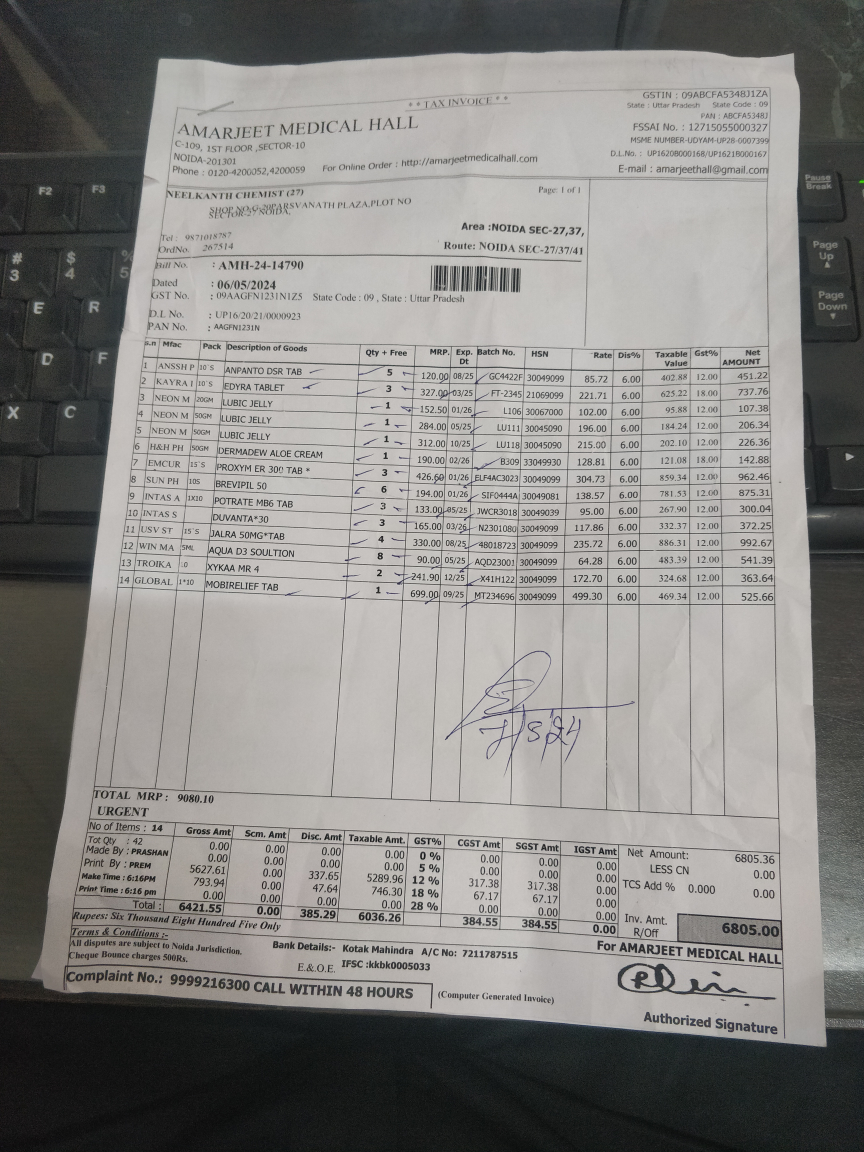 * * TAX INVOICE * *
GSTIN : 09ABCFA5348J1ZA
State : Uttar Pradesh State Code : 09
PAN : ABCFA5348J
FSSAI No. : 12715055000327
MSME NUMBER-UDYAM-UP28-0007399
D.L.No. : UP1620B000168/UP1621B000167
E-mail : amarjeethall@gmail.com
AMARJEET MEDICAL HALL
C-109, 1ST FLOOR ,SECTOR-10
NOIDA-201301
Phone : 0120-4200052,4200059 For Online Order : http://amarjeetmedicalhall.com
NEELKANTH CHEMIST (27) Page: 1 of 1
PARSVANATH PLAZA,PLOT NO
SECTOR-27 NOIDA,
Area :NOIDA SEC-27,37,
Tel : 9871018787
OrdNo. 267514 Route: NOIDA SEC-27/37/41
Bill No. : AMH-24-14790
Dated : 06/05/2024
GST No. : 09AAGFN1231N1Z5 State Code : 09 , State : Uttar Pradesh
D.L No. : UP16/20/21/0000923
PAN No. : AAGFN1231N
s.n Mfac Pack Description of Goods Qty + Free MRP. Exp. Dt Batch No. HSN Rate Dis% Taxable Value Gst% Net AMOUNT
1 ANSSH P 10`S ANPANTO DSR TAB 5 120.00 08/25 GC4422F 30049099 85.72 6.00 402.88 12.00 451.22
2 KAYRA I 10`S EDYRA TABLET 3 327.00 03/25 FT-2345 21069099 221.71 6.00 625.22 18.00 737.76
3 NEON M 20GM LUBIC JELLY 1 152.50 01/26 L106 30067000 102.00 6.00 95.88 12.00 107.38
4 NEON M 50GM LUBIC JELLY 1 284.00 05/25 LU111 30045090 196.00 6.00 184.24 12.00 206.34
5 NEON M 50GM LUBIC JELLY 1 312.00 10/25 LU118 30045090 215.00 6.00 202.10 12.00 226.36
6 H&H PH 50GM DERMADEW ALOE CREAM 1 190.00 02/26 B309 33049930 128.81 6.00 121.08 18.00 142.88
7 EMCUR 15`S PROXYM ER 300 TAB * 3 426.60 01/26 ELF4AC3023 30049099 304.73 6.00 859.34 12.00 962.46
8 SUN PH 10S BREVIPIL 50 6 194.00 01/26 SIF0444A 30049081 138.57 6.00 781.53 12.00 875.31
9 INTAS A 1X10 POTRATE MB6 TAB 3 133.00 05/25 JWCR3018 30049039 95.00 6.00 267.90 12.00 300.04
10 INTAS S DUVANTA*30 3 165.00 03/26 N2301080 30049099 117.86 6.00 332.37 12.00 372.25
11 USV ST 15`S JALRA 50MG*TAB 4 330.00 08/25 48018723 30049099 235.72 6.00 886.31 12.00 992.67
12 WIN MA 5ML AQUA D3 SOULTION 8 90.00 05/25 AQD23001 30049099 64.28 6.00 483.39 12.00 541.39
13 TROIKA .0 XYKAA MR 4 2 241.90 12/25 X41H122 30049099 172.70 6.00 324.68 12.00 363.64
14 GLOBAL 1*10 MOBIRELIEF TAB 1 699.00 09/25 MT234696 30049099 499.30 6.00 469.34 12.00 525.66
7/5/24
TOTAL MRP : 9080.10
URGENT
No of Items : 14 Gross Amt Scm. Amt Disc. Amt Taxable Amt. GST% CGST Amt SGST Amt IGST Amt Net Amount: 6805.36
Tot Qty : 42 0.00 0.00 0.00 0.00 0 % 0.00 0.00 0.00 LESS CN 0.00
Made By : PRASHAN 0.00 0.00 0.00 0.00 5 % 0.00 0.00 0.00
Print By : PREM 5627.61 0.00 337.65 5289.96 12 % 317.38 317.38 0.00 TCS Add % 0.000 0.00
Make Time : 6:16PM 793.94 0.00 47.64 746.30 18 % 67.17 67.17 0.00
Print Time : 6:16 pm 0.00 0.00 0.00 0.00 28 % 0.00 0.00 0.00
Total : 6421.55 0.00 385.29 6036.26 384.55 384.55 0.00 Inv. Amt. R/Off 6805.00
Rupees: Six Thousand Eight Hundred Five Only
For AMARJEET MEDICAL HALL
Terms & Conditions :-
All disputes are subject to Noida Jurisdiction. Bank Details:- Kotak Mahindra A/C No: 7211787515
Cheque Bounce charges 500Rs. E.& O.E. IFSC :kkbk0005033
Complaint No.: 9999216300 CALL WITHIN 48 HOURS (Computer Generated Invoice)
Authorized Signature